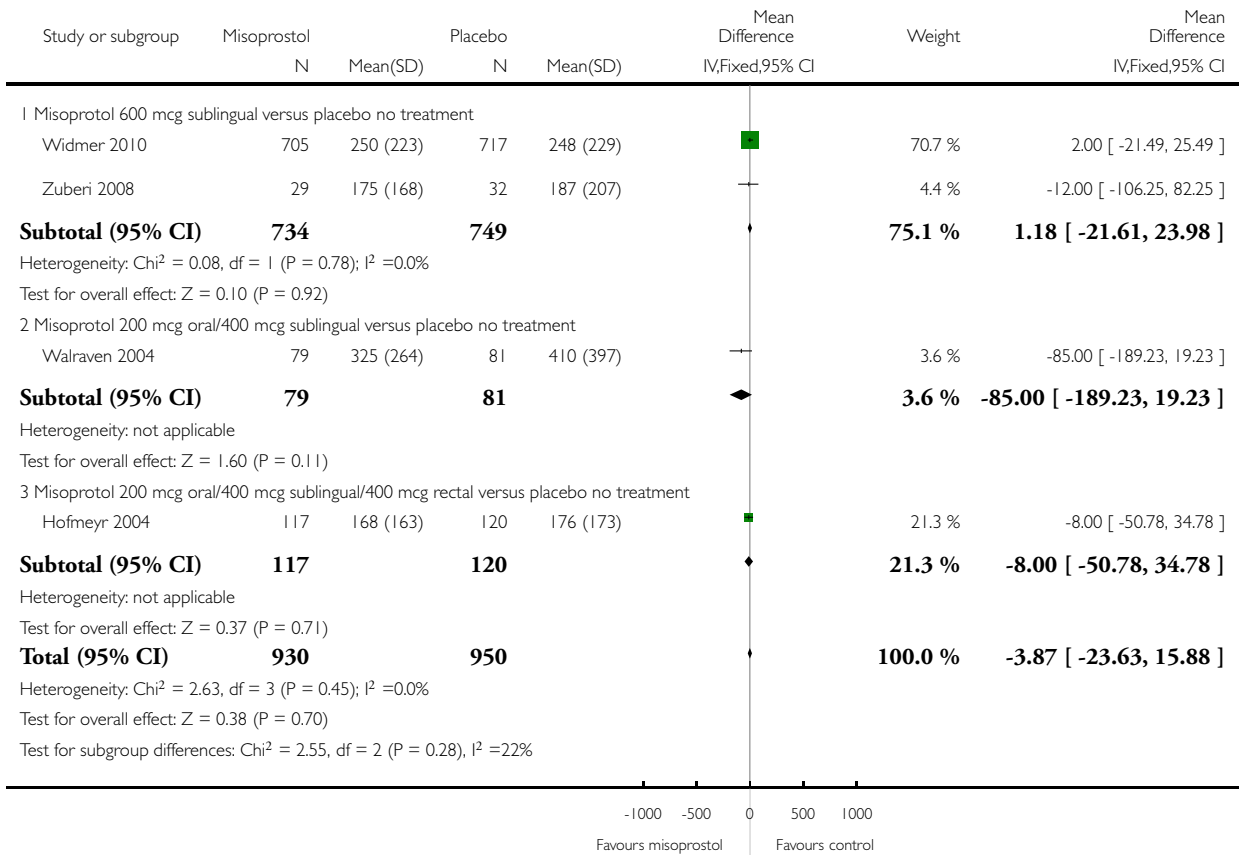 Study or subgroup Misoprostol Placebo Mean Difference Weight Mean Difference
N Mean(SD) N Mean(SD) IV,Fixed,95% CI IV,Fixed,95% CI
1 Misoprotol 600 mcg sublingual versus placebo no treatment
Widmer 2010 705 250 (223) 717 248 (229) 70.7 % 2.00 [ -21.49, 25.49 ]
Zuberi 2008 29 175 (168) 32 187 (207) 4.4 % -12.00 [ -106.25, 82.25 ]
Subtotal (95% CI) 734 749 75.1 % 1.18 [ -21.61, 23.98 ]
Heterogeneity: Chi² = 0.08, df = 1 (P = 0.78); I² =0.0%
Test for overall effect: Z = 0.10 (P = 0.92)
2 Misoprotol 200 mcg oral/400 mcg sublingual versus placebo no treatment
Walraven 2004 79 325 (264) 81 410 (397) 3.6 % -85.00 [ -189.23, 19.23 ]
Subtotal (95% CI) 79 81 3.6 % -85.00 [ -189.23, 19.23 ]
Heterogeneity: not applicable
Test for overall effect: Z = 1.60 (P = 0.11)
3 Misoprotol 200 mcg oral/400 mcg sublingual/400 mcg rectal versus placebo no treatment
Hofmeyr 2004 117 168 (163) 120 176 (173) 21.3 % -8.00 [ -50.78, 34.78 ]
Subtotal (95% CI) 117 120 21.3 % -8.00 [ -50.78, 34.78 ]
Heterogeneity: not applicable
Test for overall effect: Z = 0.37 (P = 0.71)
Total (95% CI) 930 950 100.0 % -3.87 [ -23.63, 15.88 ]
Heterogeneity: Chi² = 2.63, df = 3 (P = 0.45); I² =0.0%
Test for overall effect: Z = 0.38 (P = 0.70)
Test for subgroup differences: Chi² = 2.55, df = 2 (P = 0.28), I² =22%
-1000 -500 0 500 1000
Favours misoprostol Favours control